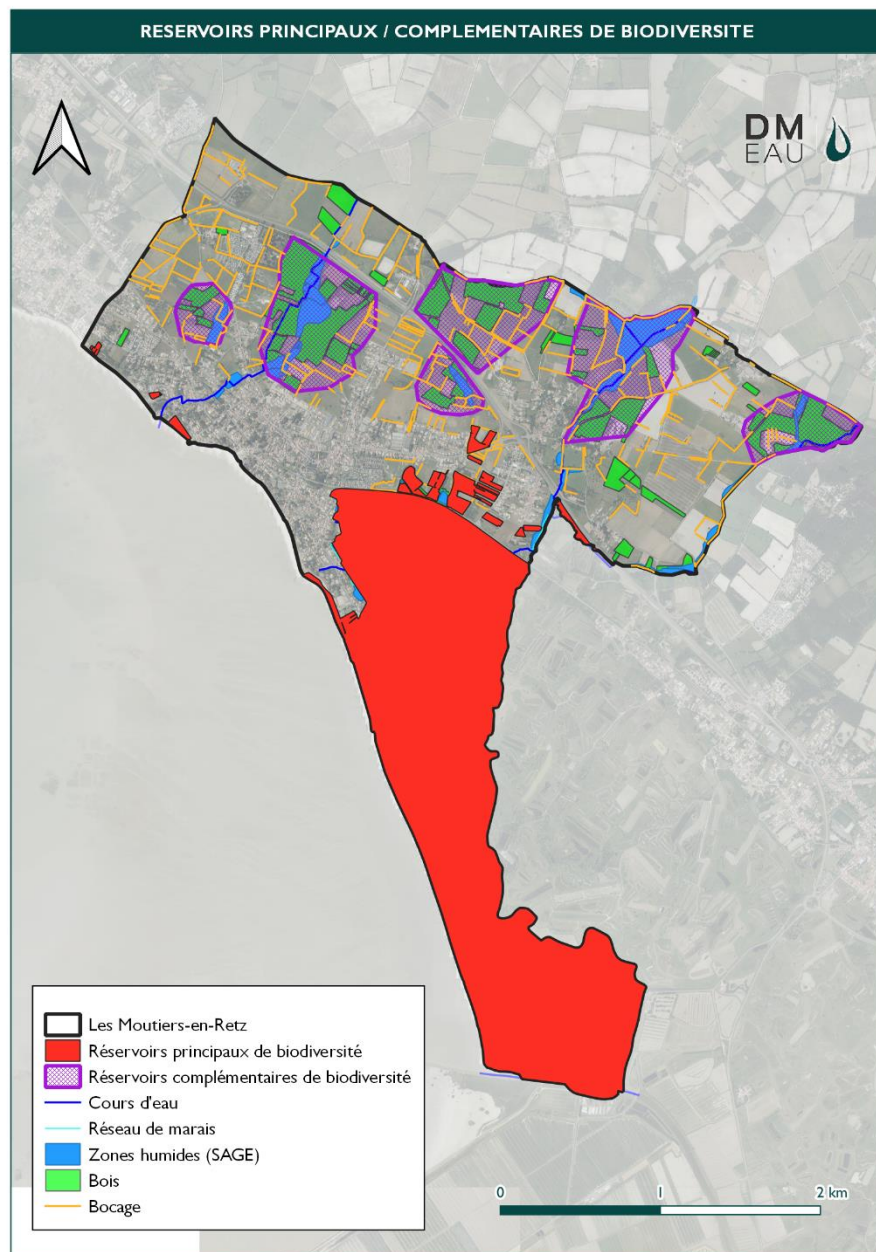 RESERVOIRS PRINCIPAUX / COMPLEMENTAIRES DE BIODIVERSITE
DM
EAU
Les Moutiers-en-Retz
Réservoirs principaux de biodiversité
Réservoirs complémentaires de biodiversité
Cours d'eau
Réseau de marais
Zones humides (SAGE)
Bois
Bocage
0 1 2 km